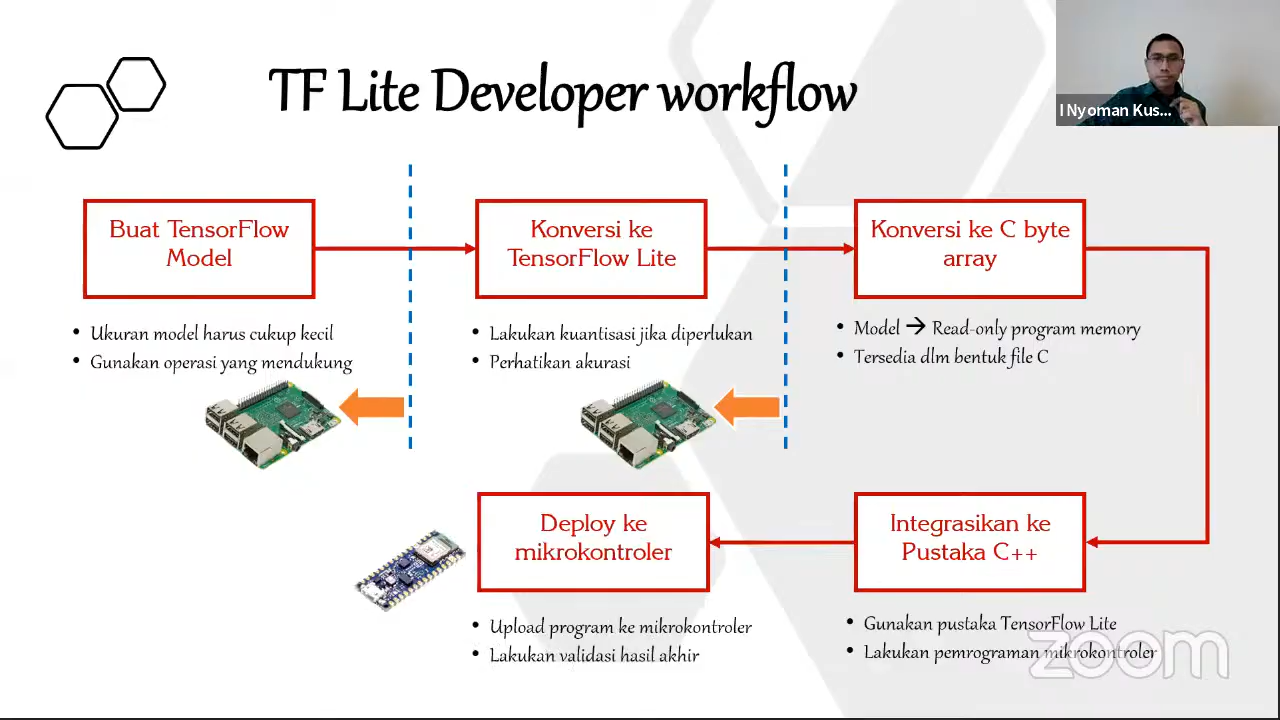 TF Lite Developer workflow
I Nyoman Kus...
Buat TensorFlow
Model
• Ukuran model harus cukup kecil
• Gunakan operasi yang mendukung
Konversi ke
TensorFlow Lite
• Lakukan kuantisasi jika diperlukan
• Perhatikan akurasi
Konversi ke C byte
array
• Model → Read-only program memory
• Tersedia dlm bentuk file C
Integrasikan ke
Pustaka C++
• Gunakan pustaka TensorFlow Lite
• Lakukan pemrograman mikrokontroler
Deploy ke
mikrokontroler
• Upload program ke mikrokontroler
• Lakukan validasi hasil akhir
zoom